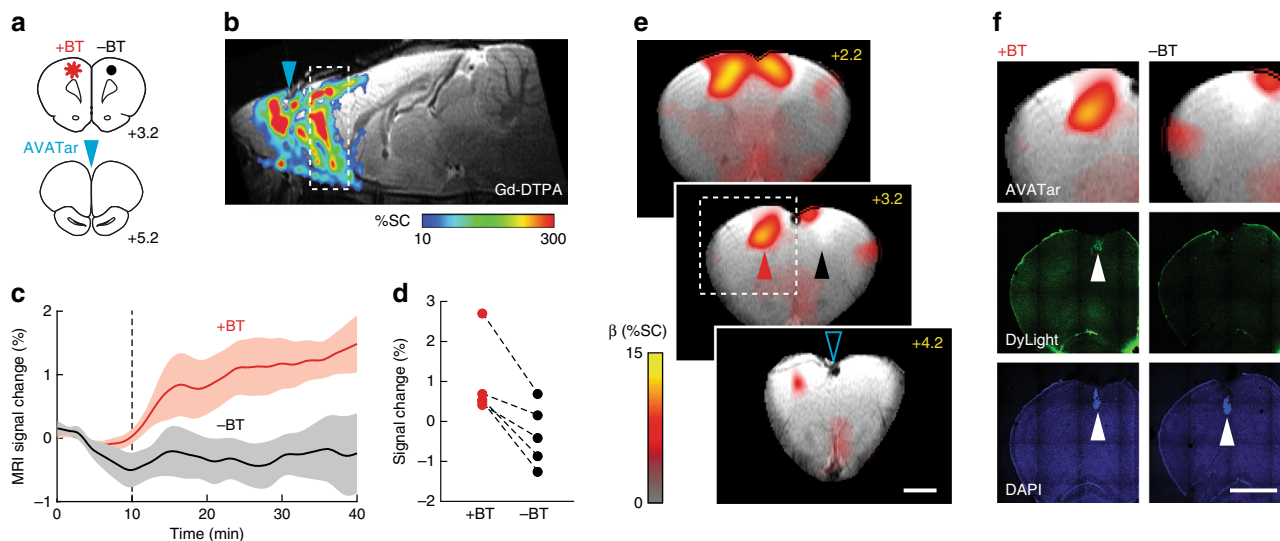 a
+BT
–BT
+3.2
AVATar
+5.2
b
Gd-DTPA
%SC
10
300
c
MRI signal change (%)
2
1
0
–1
+BT
–BT
0
10
20
30
40
Time (min)
d
Signal change (%)
3
2
1
0
–1
–2
+BT
–BT
e
+2.2
+3.2
+4.2
β (%SC)
15
0
f
+BT
–BT
AVATar
DyLight
DAPI